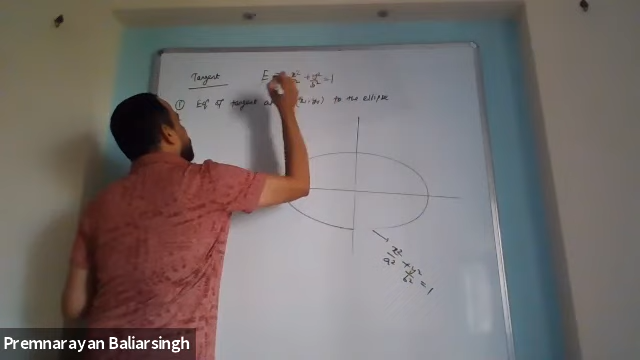 Tangent
E x²/a² + y²/b² = 1
① Eqⁿ of tangent at (x₁, y₁) to the ellipse
x²/a² + y²/b² = 1
Premnarayan Baliarsingh